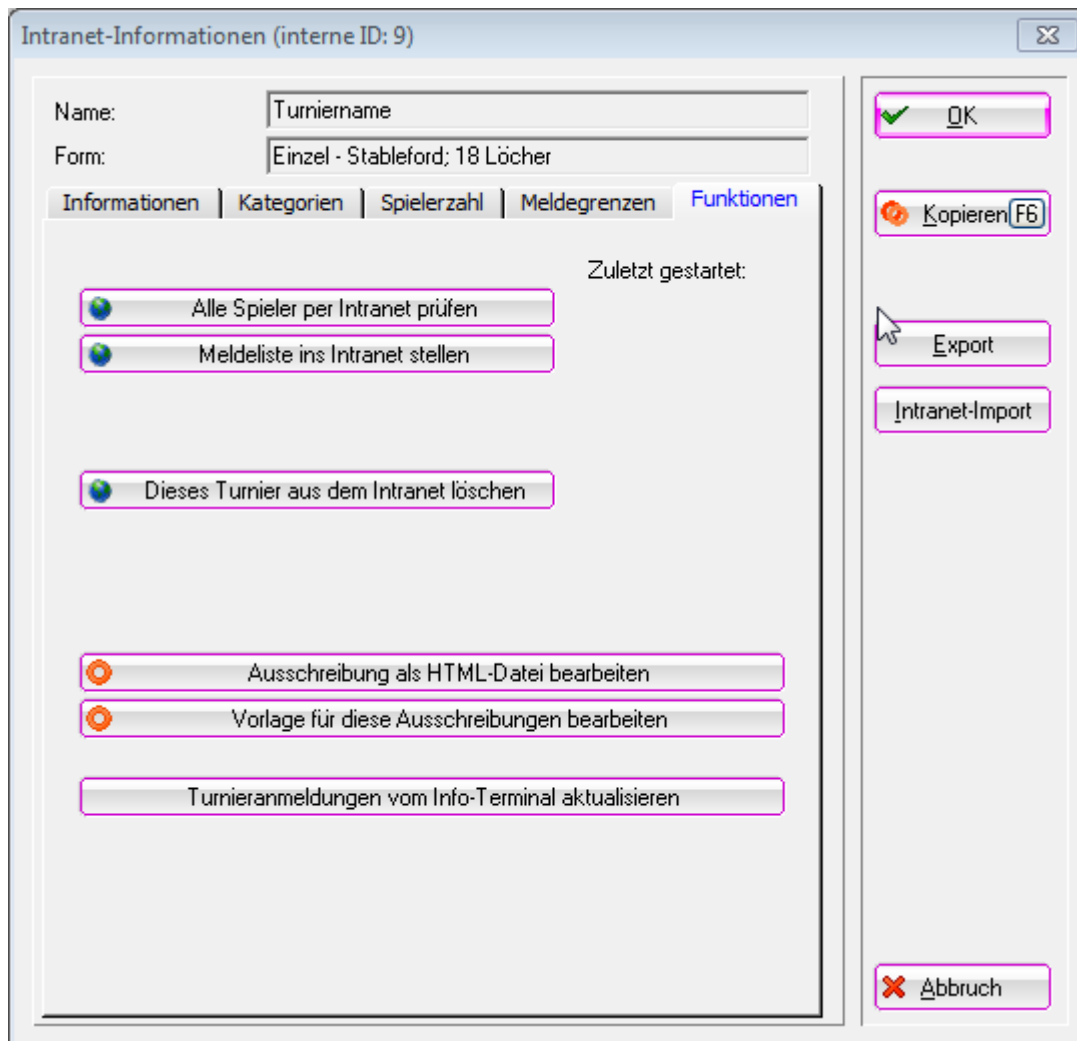 Intranet-Informationen (interne ID: 9)
Name: Turniername
Form: Einzel - Stableford; 18 Löcher
Informationen Kategorien Spielerzahl Meldegrenzen Funktionen
Zuletzt gestartet:
Alle Spieler per Intranet prüfen
Meldeliste ins Intranet stellen
Dieses Turnier aus dem Intranet löschen
Ausschreibung als HTML-Datei bearbeiten
Vorlage für diese Ausschreibungen bearbeiten
Turnieranmeldungen vom Info-Terminal aktualisieren
OK
Kopieren F6
Export
Intranet-Import
Abbruch